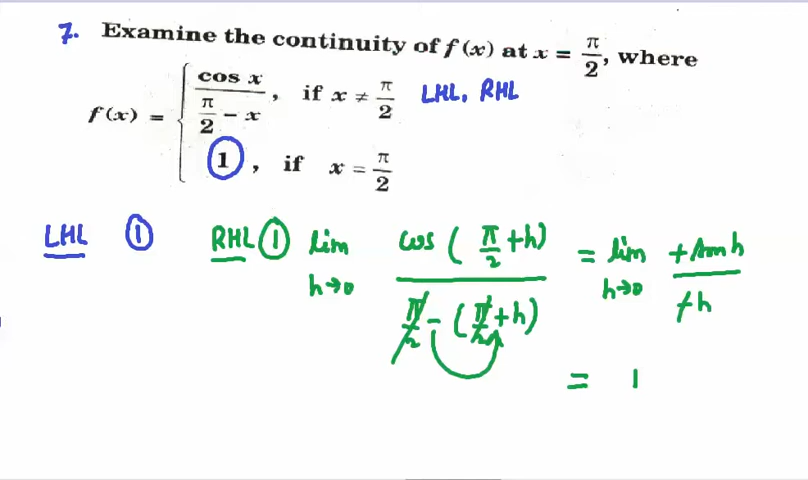 7. Examine the continuity of f(x) at x = π/2, where
f(x) = { cos x / (π/2 − x), if x ≠ π/2 LHL, RHL
1, if x = π/2
LHL 1 RHL 1 lim h→0 cos(π/2 + h) / (π/2 − (π/2 + h)) = lim h→0 + sin h / + h
= 1